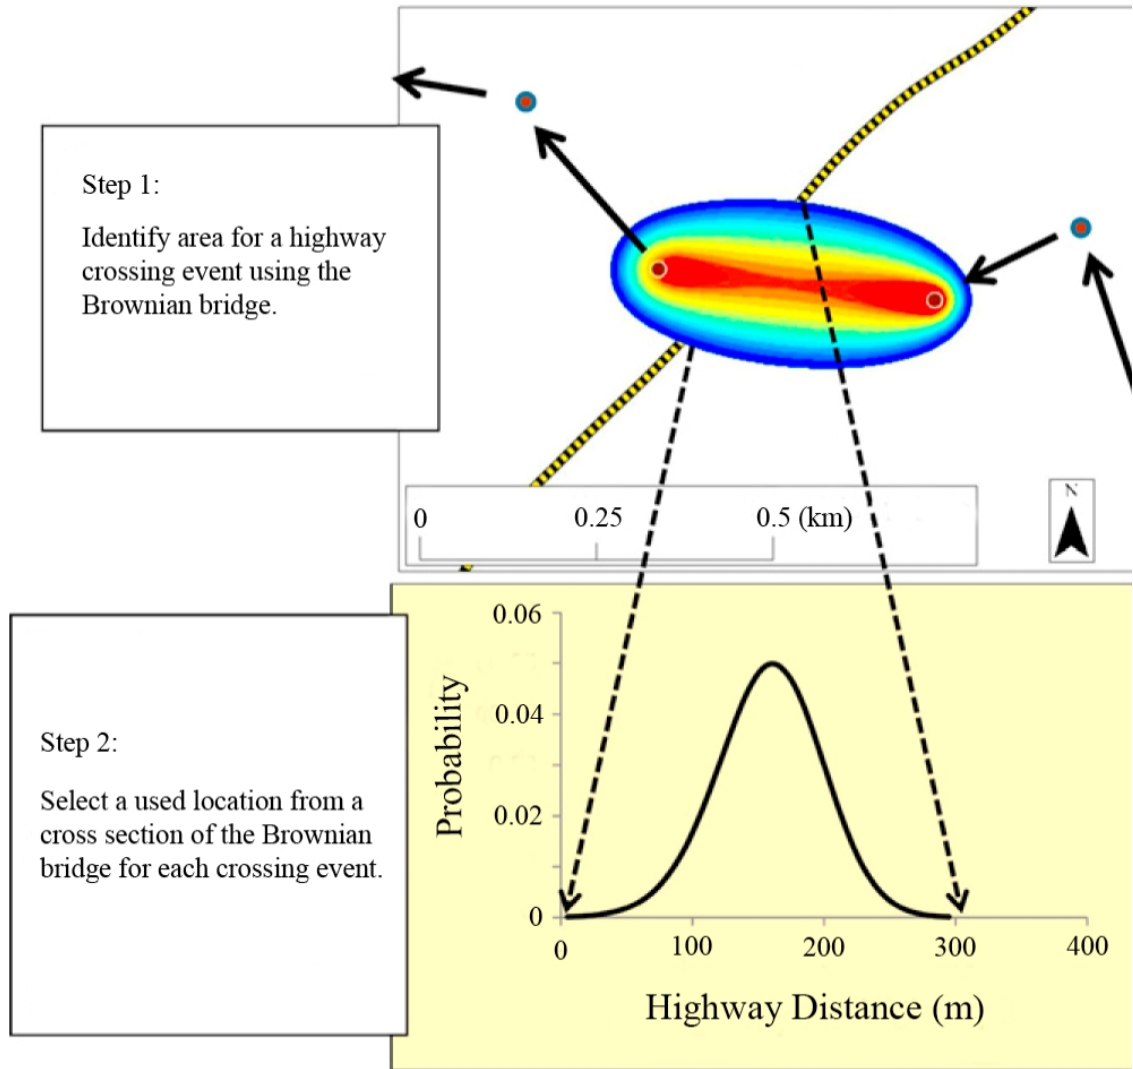 Step 1:
Identify area for a highway
crossing event using the
Brownian bridge.
0
0.25
0.5 (km)
N
Step 2:
Select a used location from a
cross section of the Brownian
bridge for each crossing event.
Probability
0.06
0.04
0.02
0
0
100
200
300
400
Highway Distance (m)